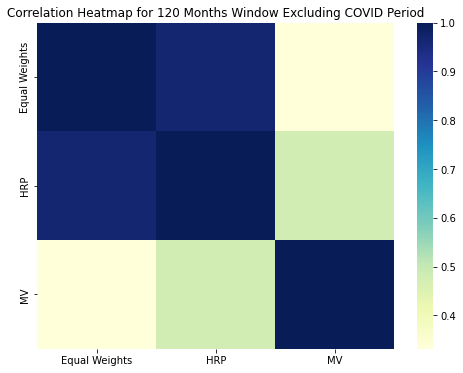 Correlation Heatmap for 120 Months Window Excluding COVID Period
Equal Weights
HRP
MV
Equal Weights
HRP
MV
1.0
0.9
0.8
0.7
0.6
0.5
0.4